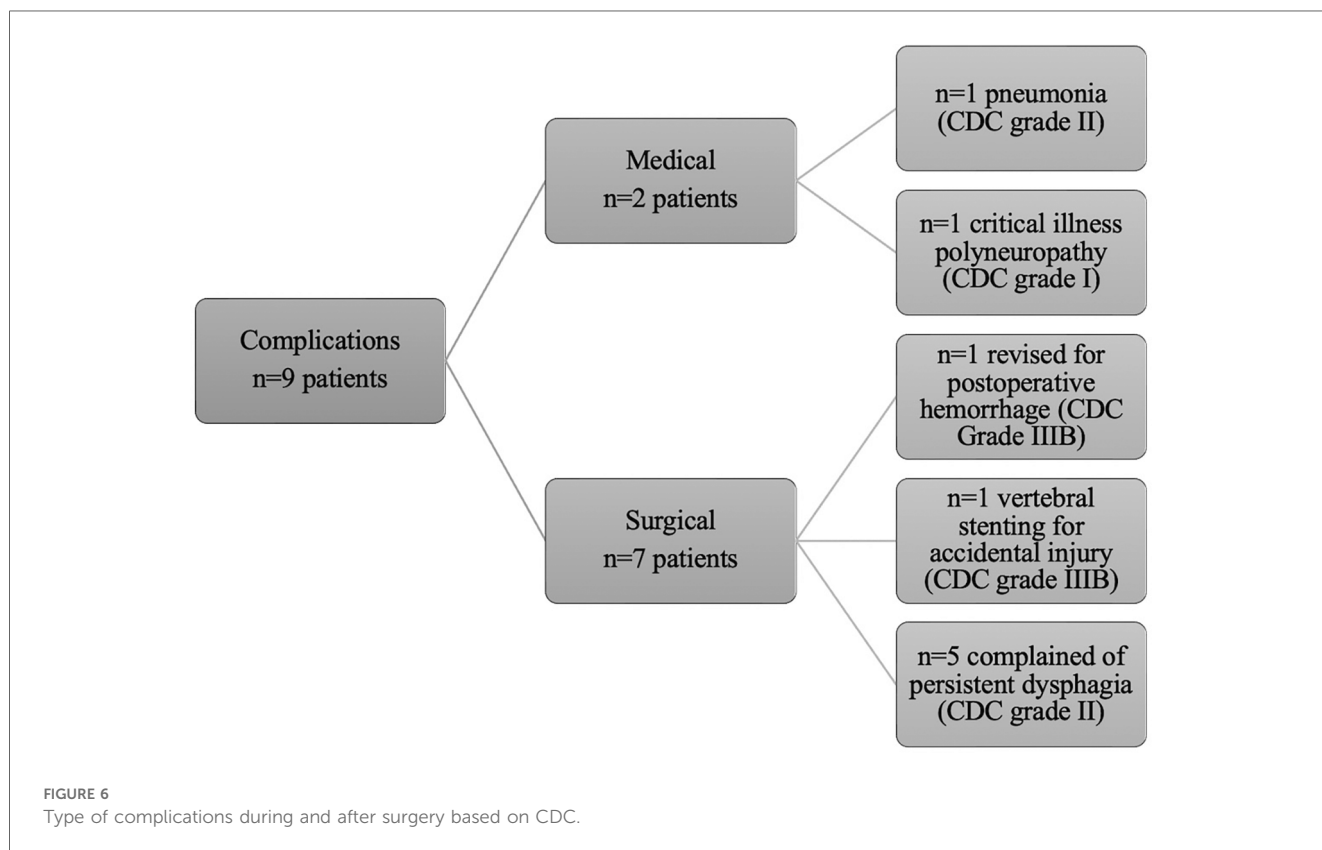 Complications
n=9 patients
Medical
n=2 patients
Surgical
n=7 patients
n=1 pneumonia
(CDC grade II)
n=1 critical illness
polyneuropathy
(CDC grade I)
n=1 revised for
postoperative
hemorrhage (CDC
Grade IIIB)
n=1 vertebral
stenting for
accidental injury
(CDC grade IIIB)
n=5 complained of
persistent dysphagia
(CDC grade II)
FIGURE 6
Type of complications during and after surgery based on CDC.